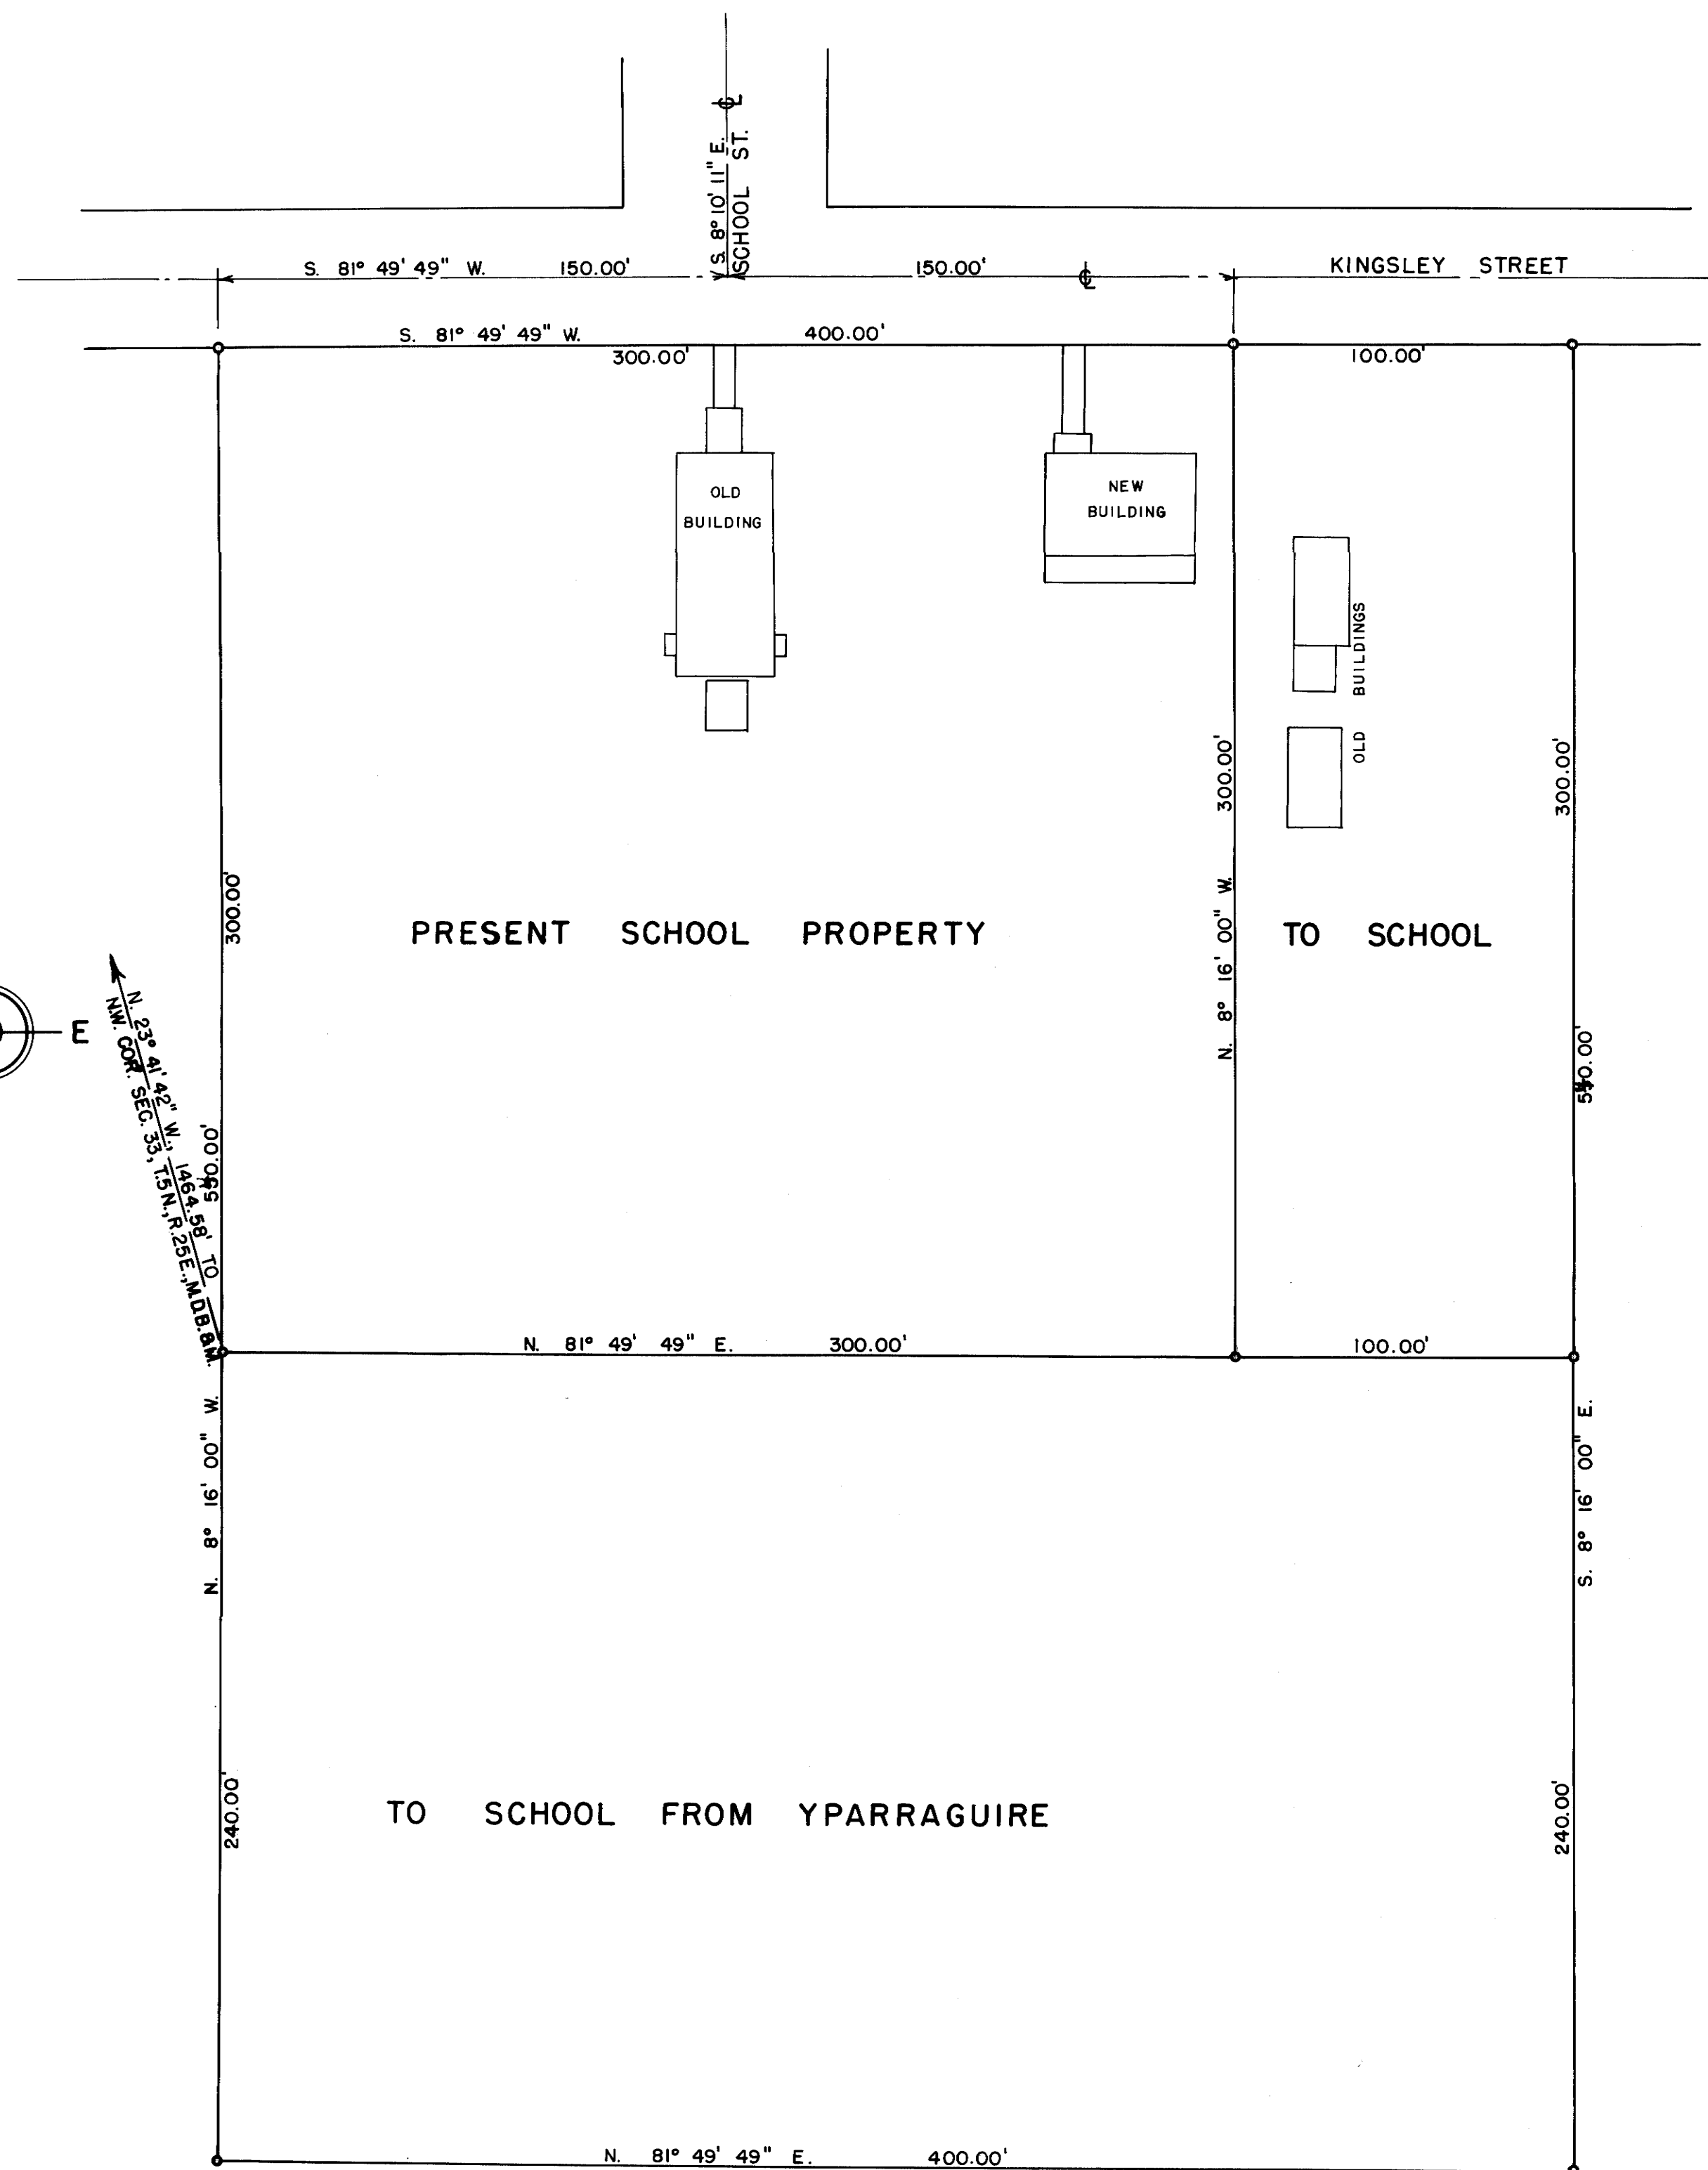 S. 8° 10' 11" E.
SCHOOL ST.
S. 81° 49' 49" W. 150.00'
150.00'
KINGSLEY STREET
S. 81° 49' 49" W. 400.00'
300.00'
100.00'
OLD
BUILDING
NEW
BUILDING
OLD BUILDINGS
300.00'
300.00'
300.00'
PRESENT SCHOOL PROPERTY
TO SCHOOL
N. 8° 16' 00" W.
E
N. 23° 41' 42" W., 1464.58' TO
N.W. COR. SEC. 33, T.5N., R.25E., M.D.B.&M.
N. 81° 49' 49" E. 300.00'
100.00'
N. 8° 16' 00" W.
S. 8° 16' 00" E.
240.00'
240.00'
TO SCHOOL FROM YPARRAGUIRE
N. 81° 49' 49" E. 400.00'